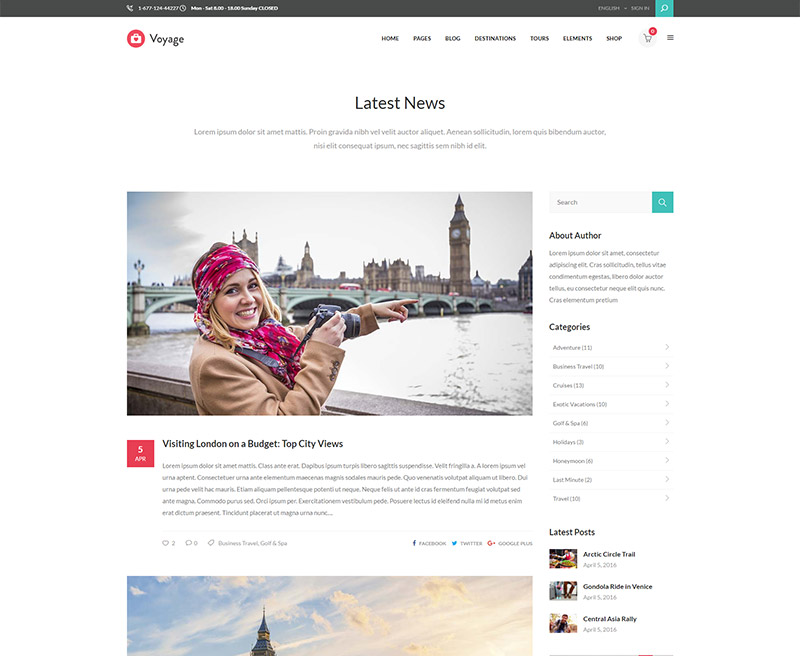 1-677-124-44227 Mon - Sat 8.00 - 18.00 Sunday CLOSED
ENGLISH SIGN IN
Voyage
HOME PAGES BLOG DESTINATIONS TOURS ELEMENTS SHOP 0
Latest News
Lorem ipsum dolor sit amet mattis. Proin gravida nibh vel velit auctor aliquet. Aenean sollicitudin, lorem quis bibendum auctor,
nisi elit consequat ipsum, nec sagittis sem nibh id elit.
5
APR
Visiting London on a Budget: Top City Views
Lorem ipsum dolor sit amet mattis. Class ante erat. Dapibus ipsum turpis libero sagittis suspendisse. Velit fringilla a. A lorem eu vel
urna aptent. Consectetuer urna ante elementum maecenas magnis sodales mauris pede. Quo venenatis volutpat aliquam ut libero. Dui
urna pede velit hac mauris. Etiam aliquam pellentesque potenti ut neque. Neque felis ut ante id cras fermentum feugiat volutpat sed
ante magna. Commodo purus sed. Orci ipsum per. Exercitationem vestibulum pede. Posuere lectus id eleifend nulla mi id mi metus
enim dictum praesent. Tincidunt placerat ut magna urna nunc...
2 0 Business Travel, Golf & Spa
FACEBOOK TWITTER GOOGLE PLUS
Search
About Author
Lorem ipsum dolor sit amet, consectetur
adipiscing elit. Cras sollicitudin, tellus vitae
condimentum egestas, libero dolor auctor
tellus, eu consectetur neque elit quis nunc.
Cras elementum pretium
Categories
Adventure (11)
Business Travel (10)
Cruises (13)
Exotic Vacations (10)
Golf & Spa (6)
Holidays (3)
Honeymoon (6)
Last Minute (2)
Travel (10)
Latest Posts
Arctic Circle Trail
April 5, 2016
Gondola Ride in Venice
April 5, 2016
Central Asia Rally
April 5, 2016